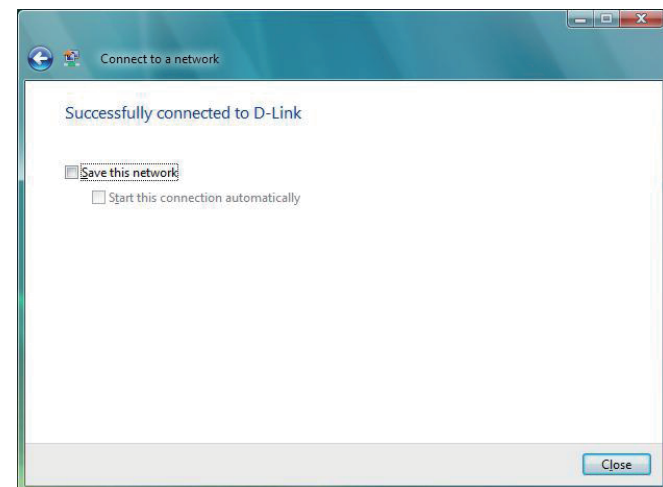 Connect to a network
Successfully connected to D-Link
Save this network
Start this connection automatically
Close